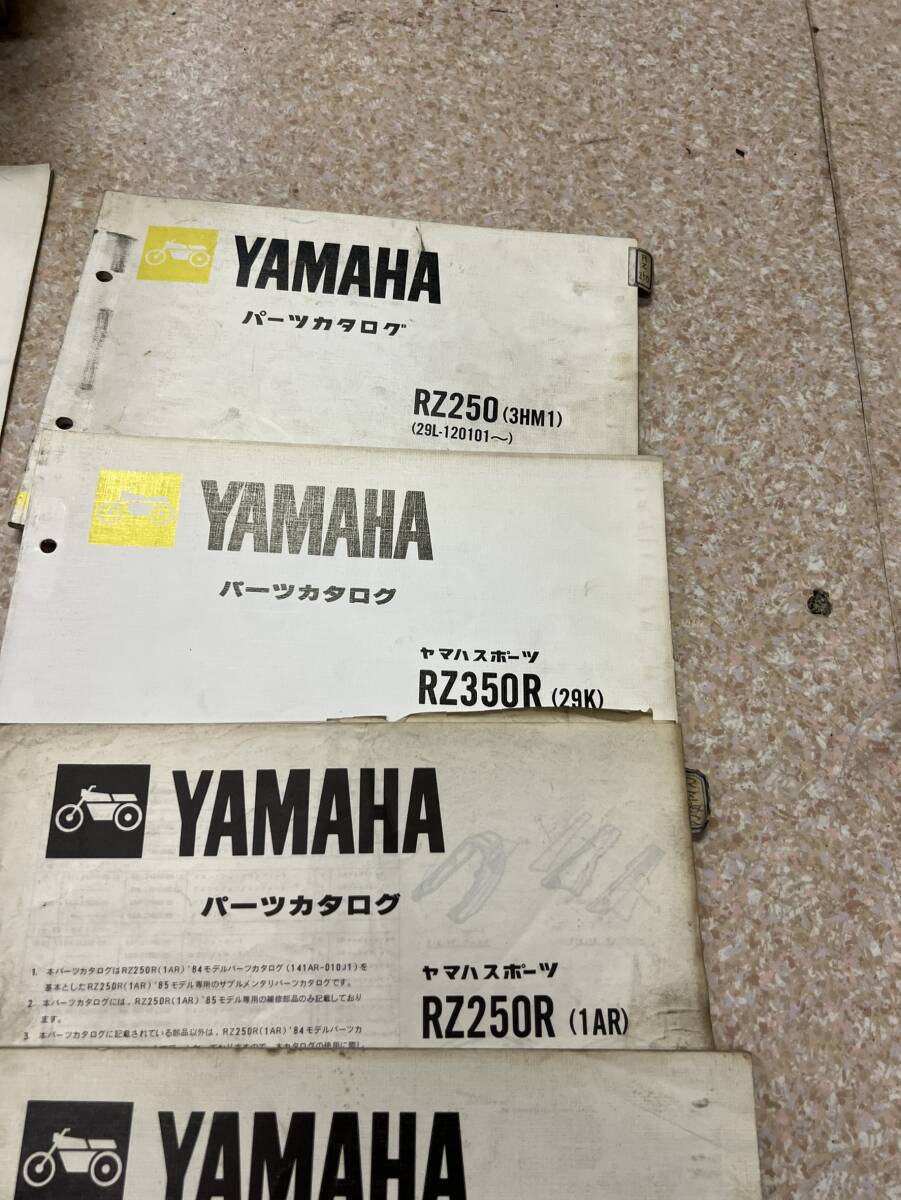 YAMAHA
パーツカタログ
RZ250 (3HM1)
(29L-120101〜)
YAMAHA
パーツカタログ
ヤマハスポーツ
RZ350R (29K)
YAMAHA
パーツカタログ
1. 本パーツカタログはRZ250R(1AR)'84モデルパーツカタログ(141AR-010J1)を
基本としたRZ250R(1AR)'85モデル専用のサプルメンタリパーツカタログです。
2. 本パーツカタログには,RZ250R(1AR)'85モデル専用の補修部品のみ記載しており
ます。
3. 本パーツカタログに記載されている部品以外は,RZ250R(1AR)'84モデルパーツカ
ヤマハスポーツ
RZ250R (1AR)
YAMAHA